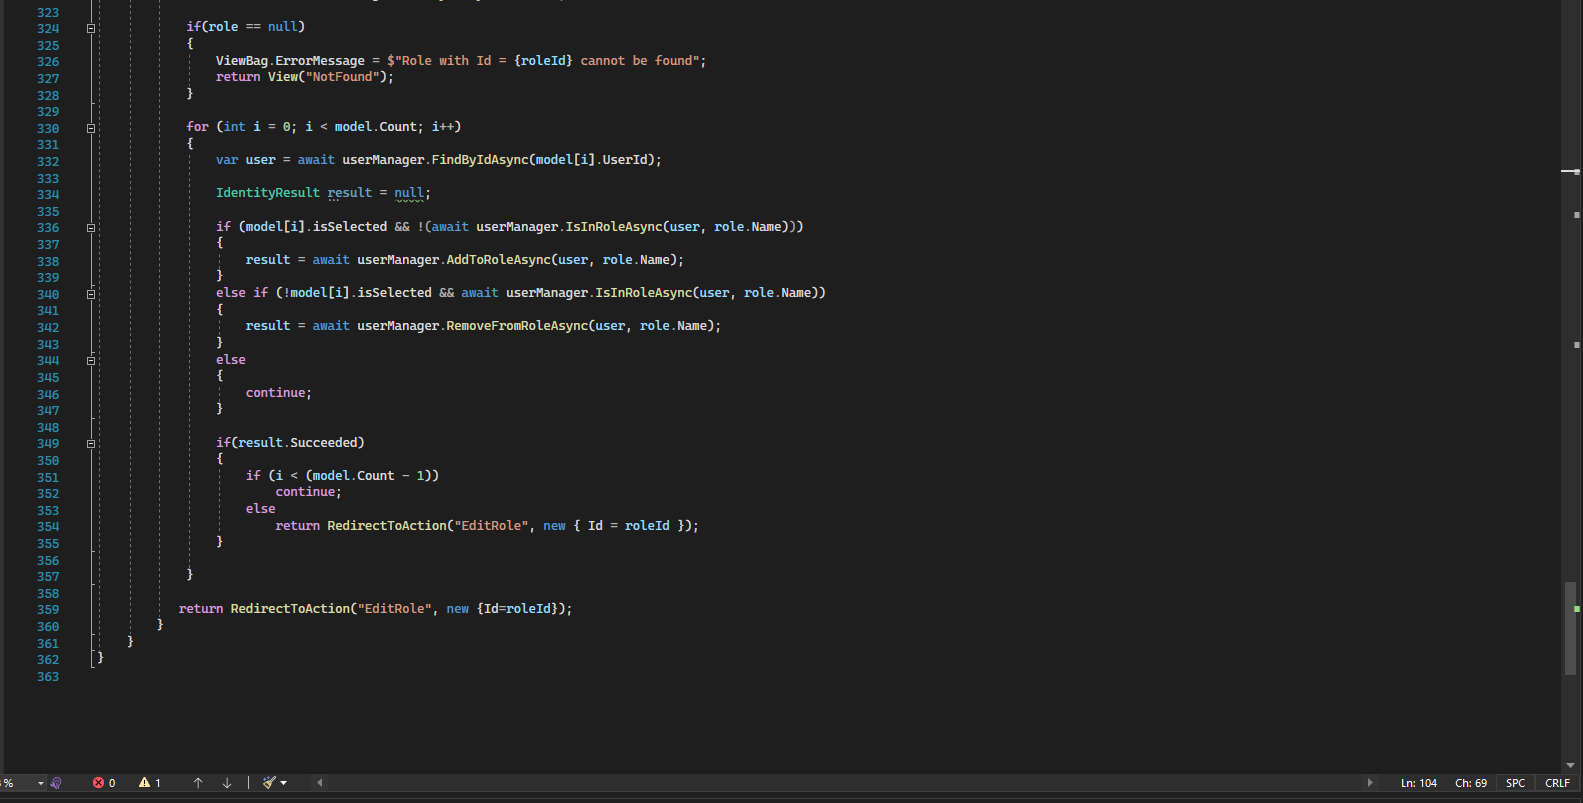 323
324 if(role == null)
325 {
326 ViewBag.ErrorMessage = $"Role with Id = {roleId} cannot be found";
327 return View("NotFound");
328 }
329
330 for (int i = 0; i < model.Count; i++)
331 {
332 var user = await userManager.FindByIdAsync(model[i].UserId);
333
334 IdentityResult result = null;
335
336 if (model[i].isSelected && !(await userManager.IsInRoleAsync(user, role.Name)))
337 {
338 result = await userManager.AddToRoleAsync(user, role.Name);
339 }
340 else if (!model[i].isSelected && await userManager.IsInRoleAsync(user, role.Name))
341 {
342 result = await userManager.RemoveFromRoleAsync(user, role.Name);
343 }
344 else
345 {
346 continue;
347 }
348
349 if(result.Succeeded)
350 {
351 if (i < (model.Count - 1))
352 continue;
353 else
354 return RedirectToAction("EditRole", new { Id = roleId });
355 }
356
357 }
358
359 return RedirectToAction("EditRole", new {Id=roleId});
360 }
361 }
362 }
363
% 0 1 Ln: 104 Ch: 69 SPC CRLF